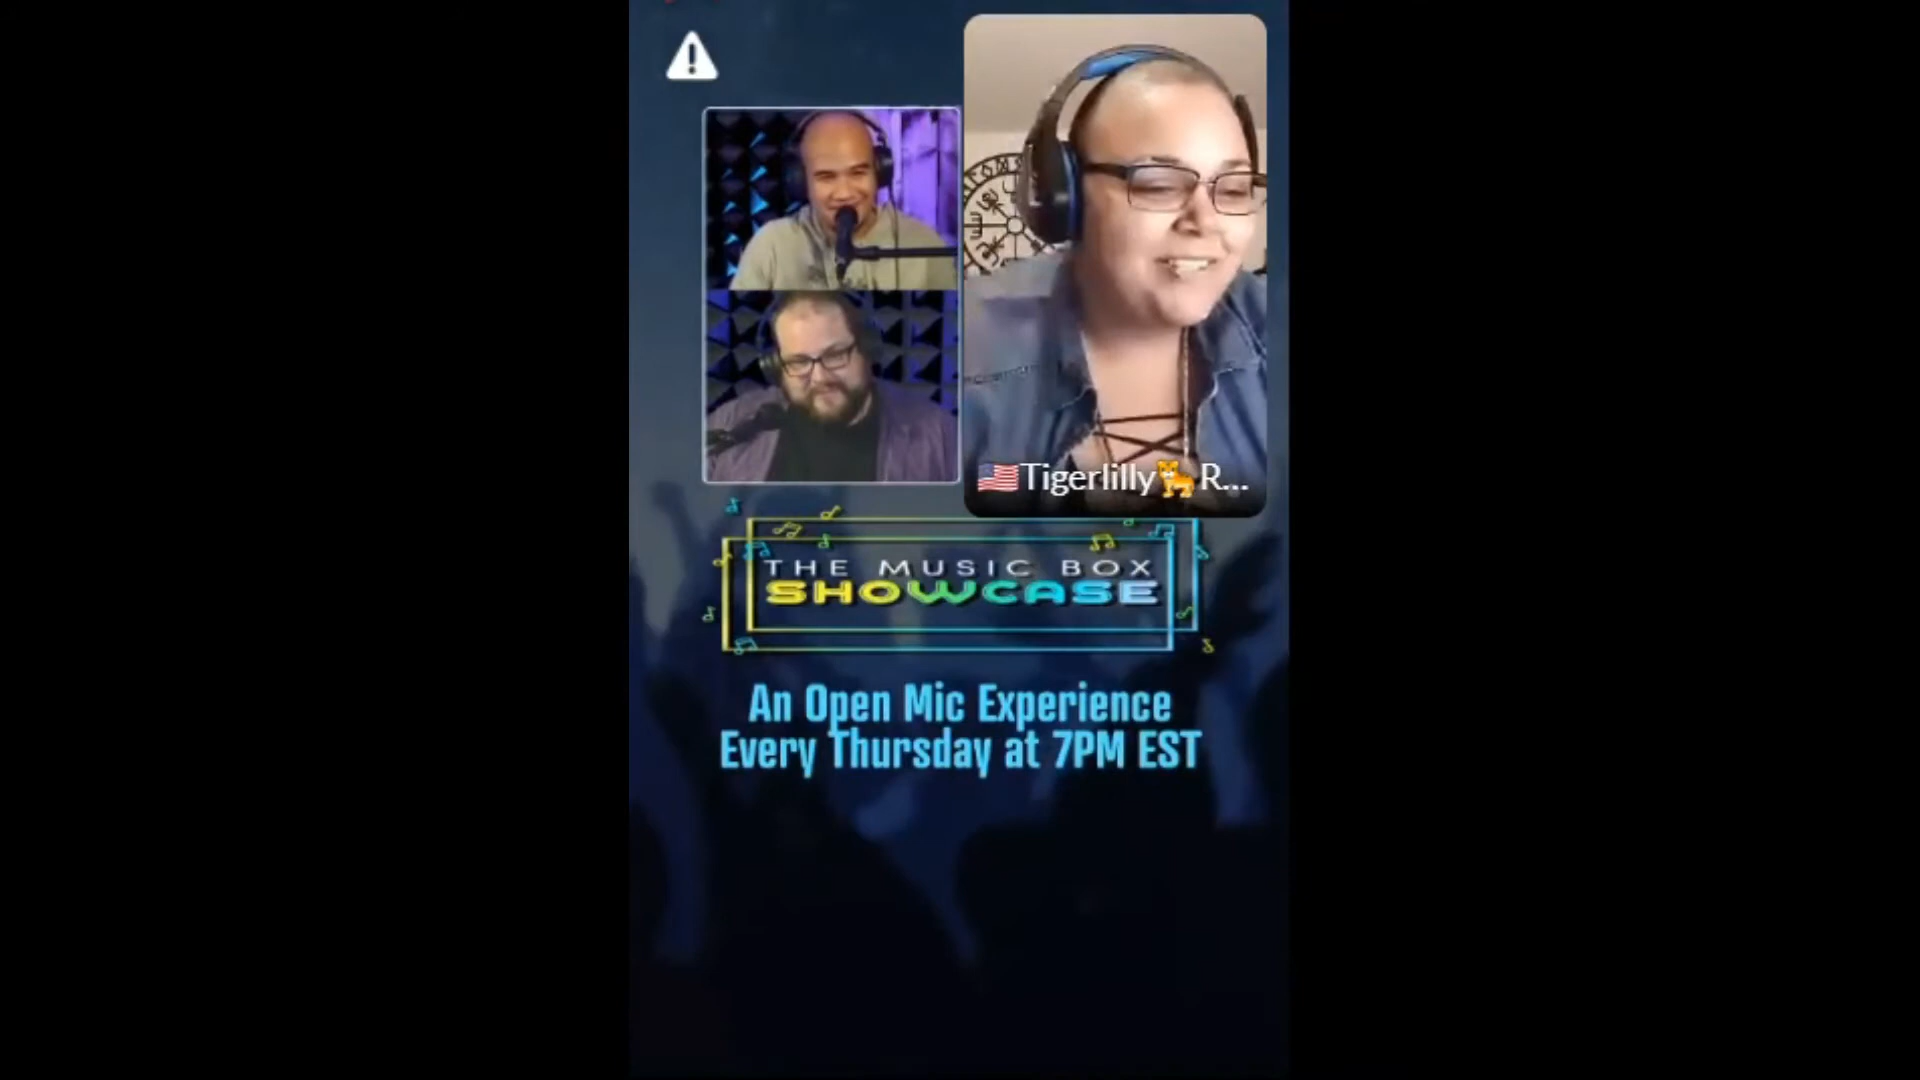 🇺🇸Tigerlilly🐅R...
THE MUSIC BOX
SHOWCASE
An Open Mic Experience
Every Thursday at 7PM EST